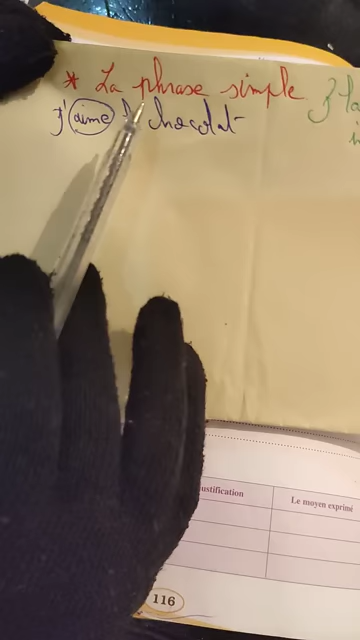 * La phrase simple
J'aime le chocolat
ustification
Le moyen exprimé
116